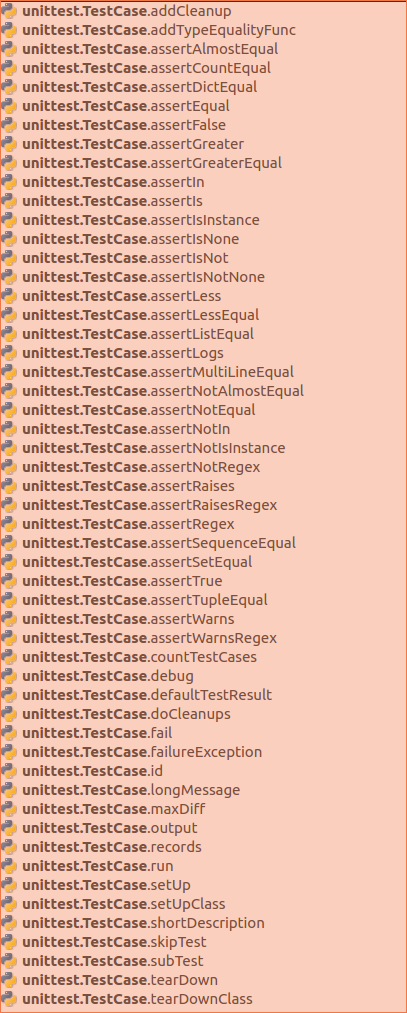 unittest.TestCase.addCleanup
unittest.TestCase.addTypeEqualityFunc
unittest.TestCase.assertAlmostEqual
unittest.TestCase.assertCountEqual
unittest.TestCase.assertDictEqual
unittest.TestCase.assertEqual
unittest.TestCase.assertFalse
unittest.TestCase.assertGreater
unittest.TestCase.assertGreaterEqual
unittest.TestCase.assertIn
unittest.TestCase.assertIs
unittest.TestCase.assertIsInstance
unittest.TestCase.assertIsNone
unittest.TestCase.assertIsNot
unittest.TestCase.assertIsNotNone
unittest.TestCase.assertLess
unittest.TestCase.assertLessEqual
unittest.TestCase.assertListEqual
unittest.TestCase.assertLogs
unittest.TestCase.assertMultiLineEqual
unittest.TestCase.assertNotAlmostEqual
unittest.TestCase.assertNotEqual
unittest.TestCase.assertNotIn
unittest.TestCase.assertNotIsInstance
unittest.TestCase.assertNotRegex
unittest.TestCase.assertRaises
unittest.TestCase.assertRaisesRegex
unittest.TestCase.assertRegex
unittest.TestCase.assertSequenceEqual
unittest.TestCase.assertSetEqual
unittest.TestCase.assertTrue
unittest.TestCase.assertTupleEqual
unittest.TestCase.assertWarns
unittest.TestCase.assertWarnsRegex
unittest.TestCase.countTestCases
unittest.TestCase.debug
unittest.TestCase.defaultTestResult
unittest.TestCase.doCleanups
unittest.TestCase.fail
unittest.TestCase.failureException
unittest.TestCase.id
unittest.TestCase.longMessage
unittest.TestCase.maxDiff
unittest.TestCase.output
unittest.TestCase.records
unittest.TestCase.run
unittest.TestCase.setUp
unittest.TestCase.setUpClass
unittest.TestCase.shortDescription
unittest.TestCase.skipTest
unittest.TestCase.subTest
unittest.TestCase.tearDown
unittest.TestCase.tearDownClass